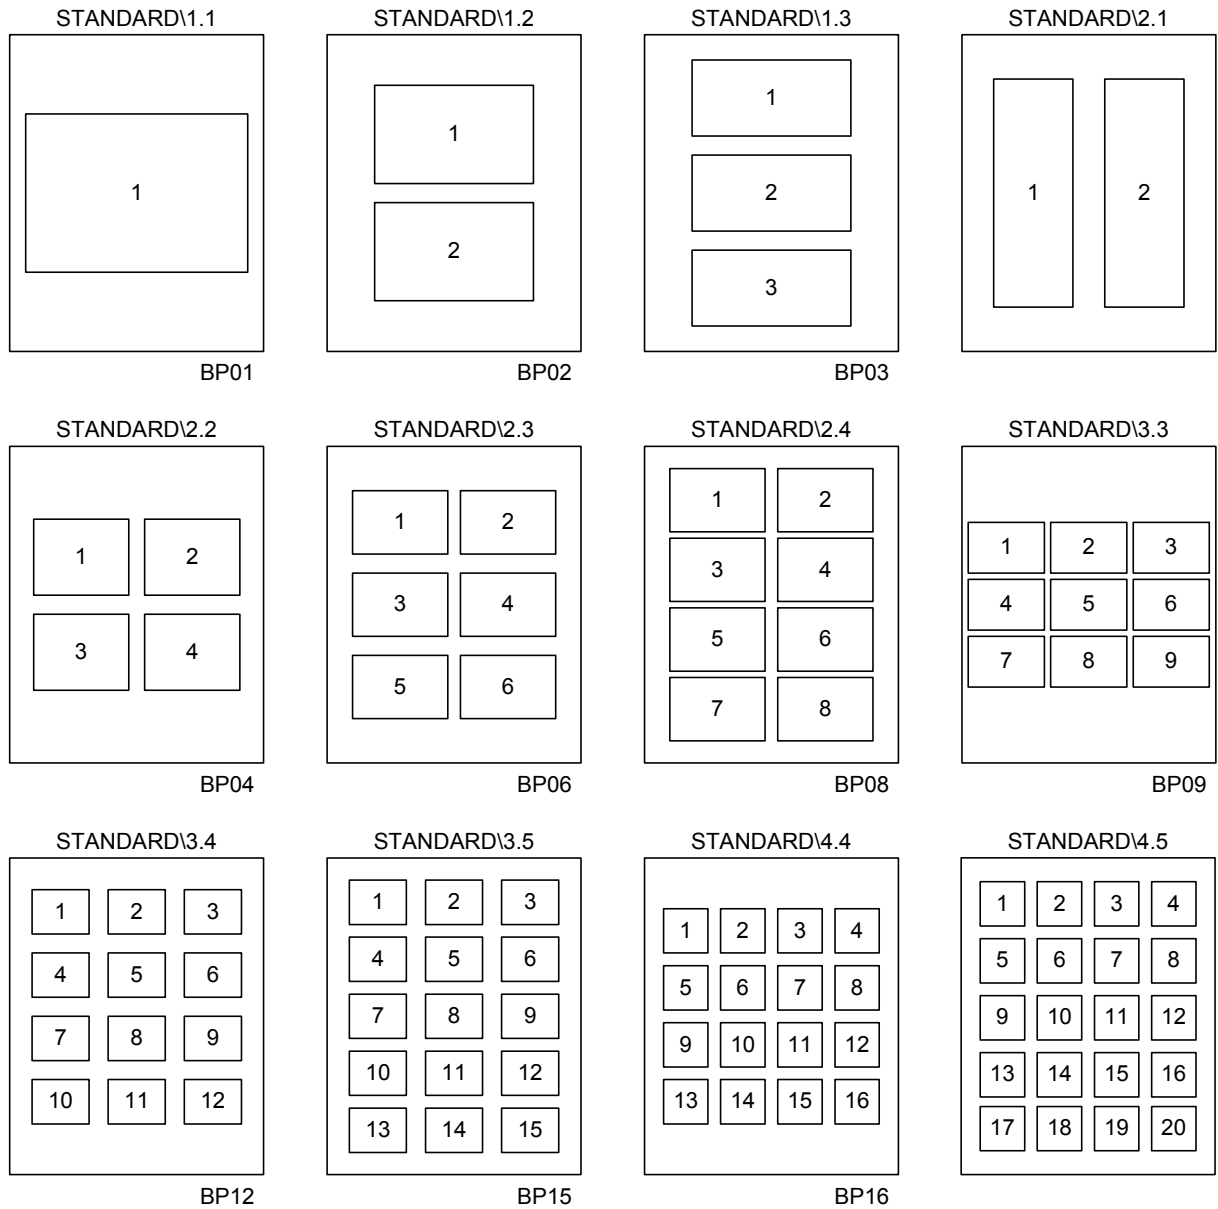 STANDARD\1.1
1
BP01
STANDARD\1.2
1
2
BP02
STANDARD\1.3
1
2
3
BP03
STANDARD\2.1
1 2
STANDARD\2.2
1 2
3 4
BP04
STANDARD\2.3
1 2
3 4
5 6
BP06
STANDARD\2.4
1 2
3 4
5 6
7 8
BP08
STANDARD\3.3
1 2 3
4 5 6
7 8 9
BP09
STANDARD\3.4
1 2 3
4 5 6
7 8 9
10 11 12
BP12
STANDARD\3.5
1 2 3
4 5 6
7 8 9
10 11 12
13 14 15
BP15
STANDARD\4.4
1 2 3 4
5 6 7 8
9 10 11 12
13 14 15 16
BP16
STANDARD\4.5
1 2 3 4
5 6 7 8
9 10 11 12
13 14 15 16
17 18 19 20